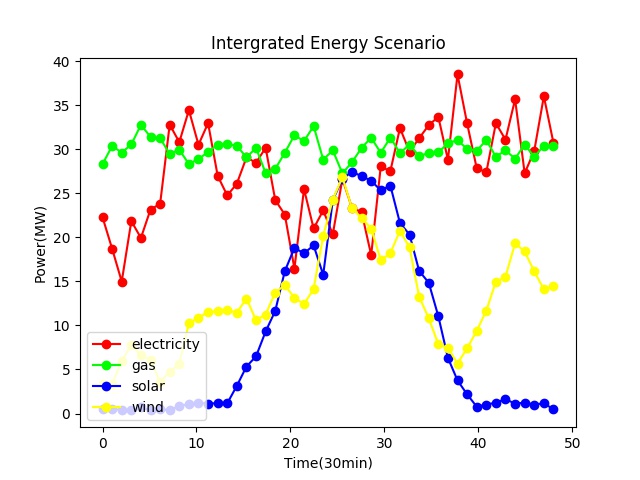 Intergrated Energy Scenario
Power(MW)
40
35
30
25
20
15
10
5
0
electricity
gas
solar
wind
0 10 20 30 40 50
Time(30min)